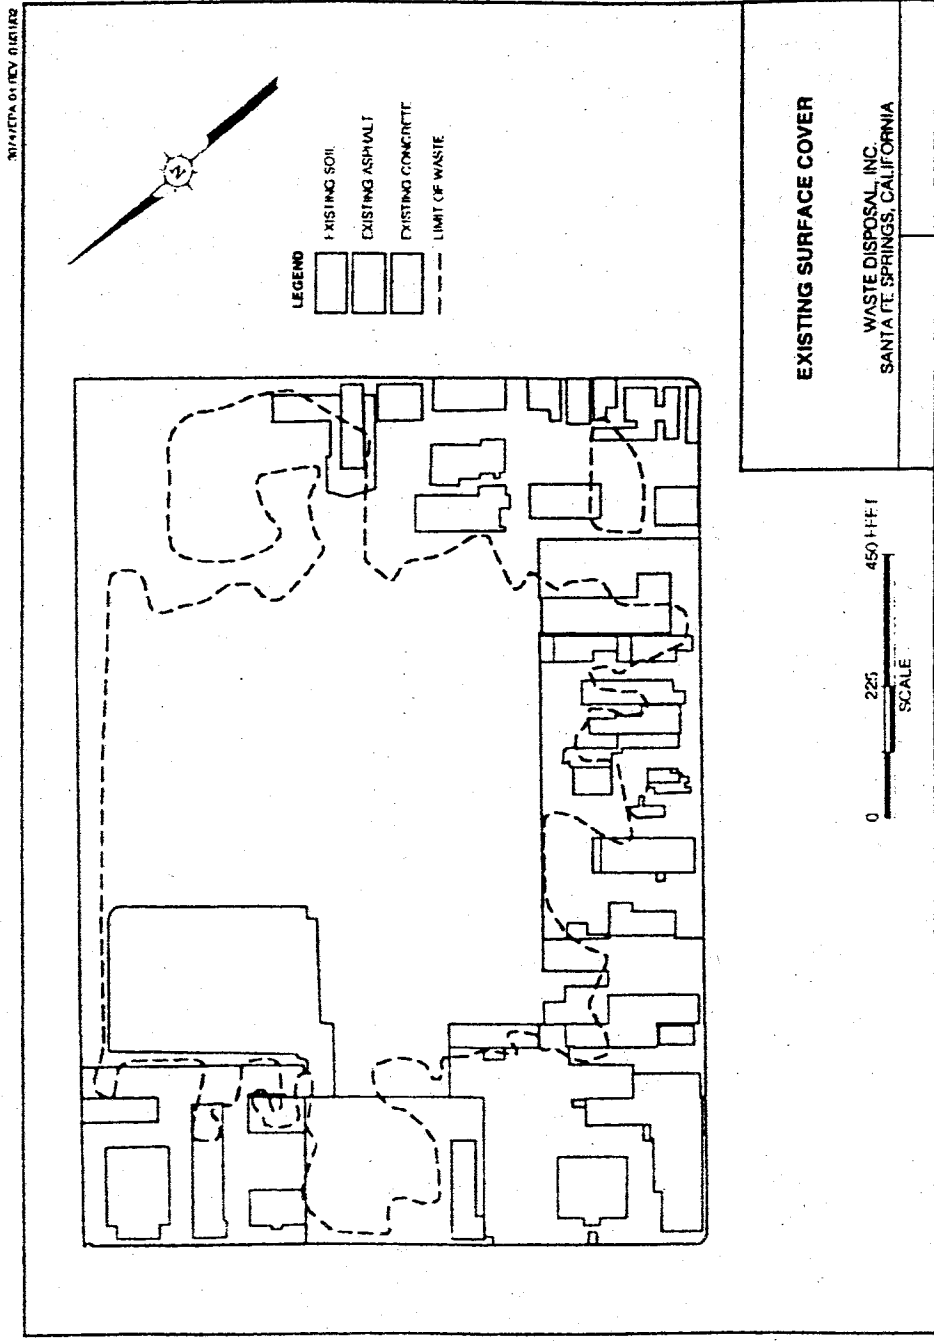 N
LEGEND
EXISTING SOIL
EXISTING ASPHALT
EXISTING CONCRETE
LIMIT OF WASTE
0 225 450 FEET
SCALE
EXISTING SURFACE COVER
WASTE DISPOSAL, INC.
SANTA FE SPRINGS, CALIFORNIA